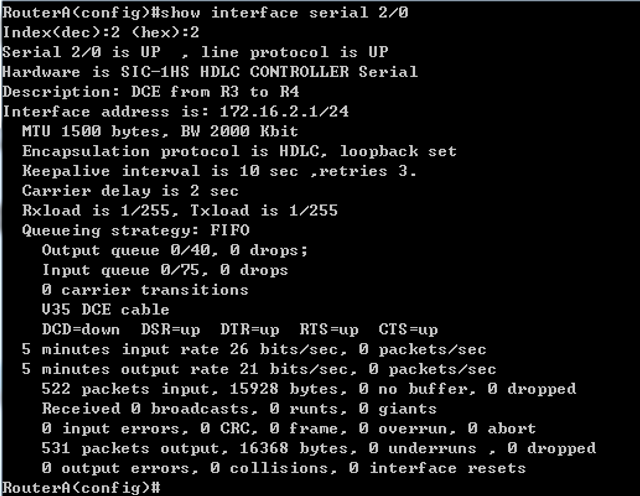 RouterA(config)#show interface serial 2/0
Index(dec):2 (hex):2
Serial 2/0 is UP  , line protocol is UP
Hardware is SIC-1HS HDLC CONTROLLER Serial
Description: DCE from R3 to R4
Interface address is: 172.16.2.1/24
  MTU 1500 bytes, BW 2000 Kbit
  Encapsulation protocol is HDLC, loopback set
  Keepalive interval is 10 sec ,retries 3.
  Carrier delay is 2 sec
  Rxload is 1/255, Txload is 1/255
  Queueing strategy: FIFO
    Output queue 0/40, 0 drops;
    Input queue 0/75, 0 drops
    0 carrier transitions
    V35 DCE cable
    DCD=down  DSR=up  DTR=up  RTS=up  CTS=up
  5 minutes input rate 26 bits/sec, 0 packets/sec
  5 minutes output rate 21 bits/sec, 0 packets/sec
    522 packets input, 15928 bytes, 0 no buffer, 0 dropped
    Received 0 broadcasts, 0 runts, 0 giants
    0 input errors, 0 CRC, 0 frame, 0 overrun, 0 abort
    531 packets output, 16368 bytes, 0 underruns , 0 dropped
    0 output errors, 0 collisions, 0 interface resets
RouterA(config)#